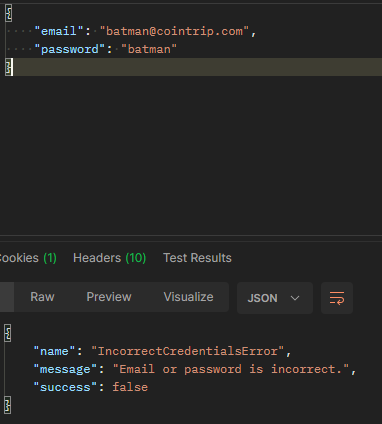 {
"email": "batman@cointrip.com",
"password": "batman"
}
Cookies (1) Headers (10) Test Results
Raw Preview Visualize JSON
{
"name": "IncorrectCredentialsError",
"message": "Email or password is incorrect.",
"success": false
}